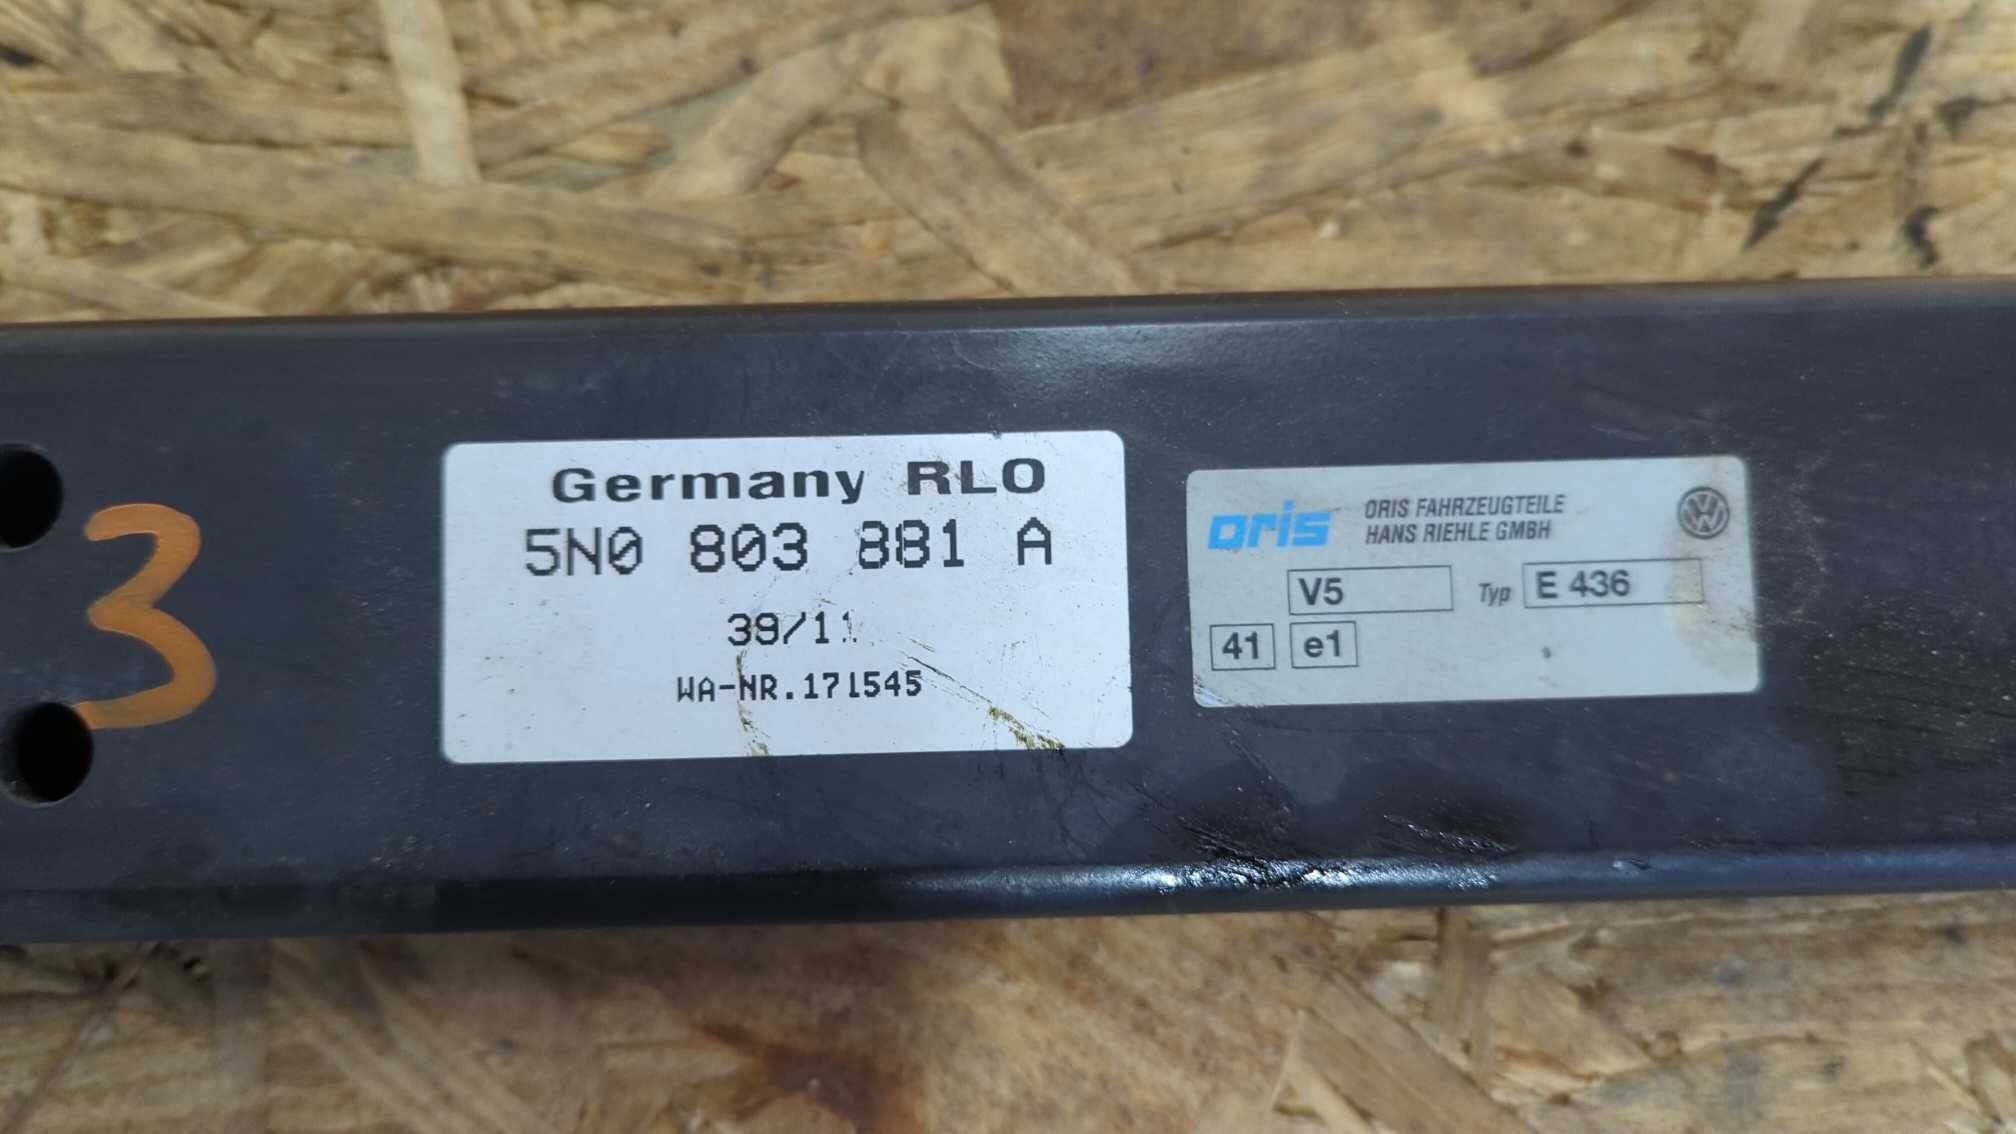 3
Germany RLO
5N0 803 881 A
39/11
WA-NR.171545
oris
ORIS FAHRZEUGTEILE
HANS RIEHLE GMBH
V5 Typ E 436
41 e1